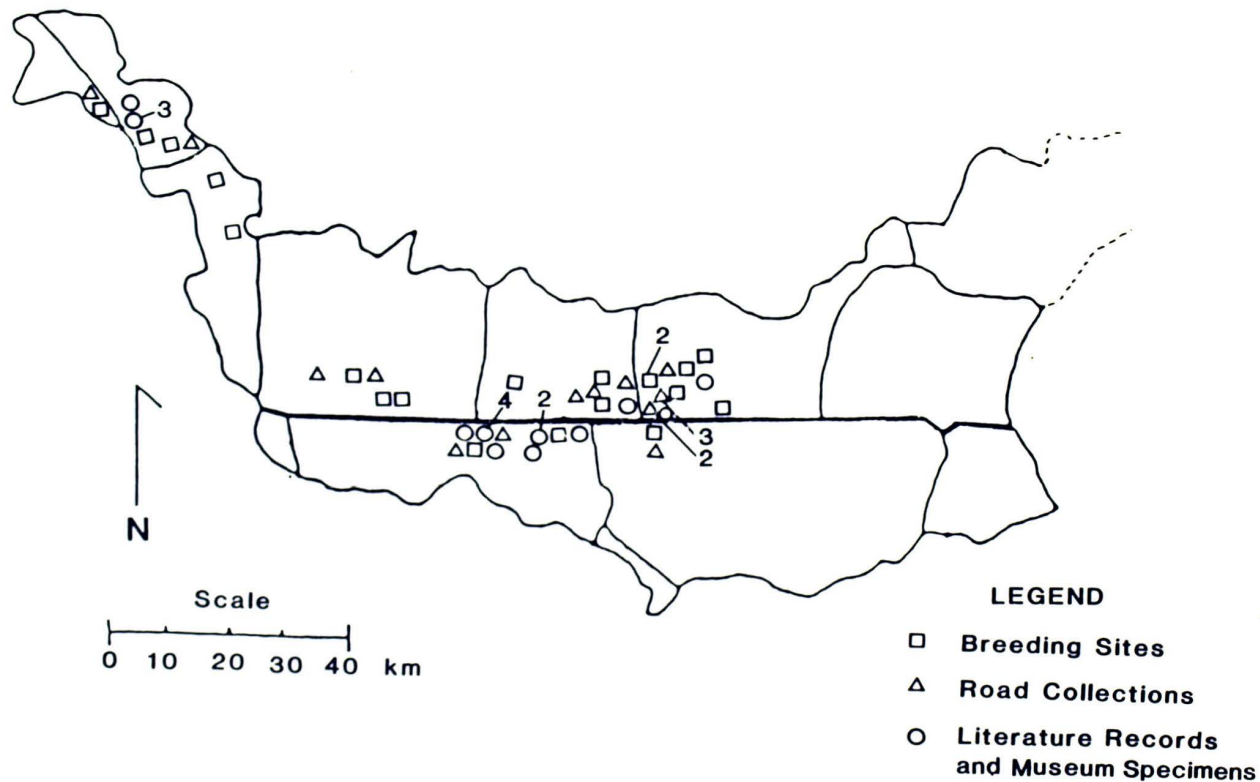 3
2
4 2
3
2
N
Scale
0 10 20 30 40 km
LEGEND
Breeding Sites
Road Collections
Literature Records
and Museum Specimens